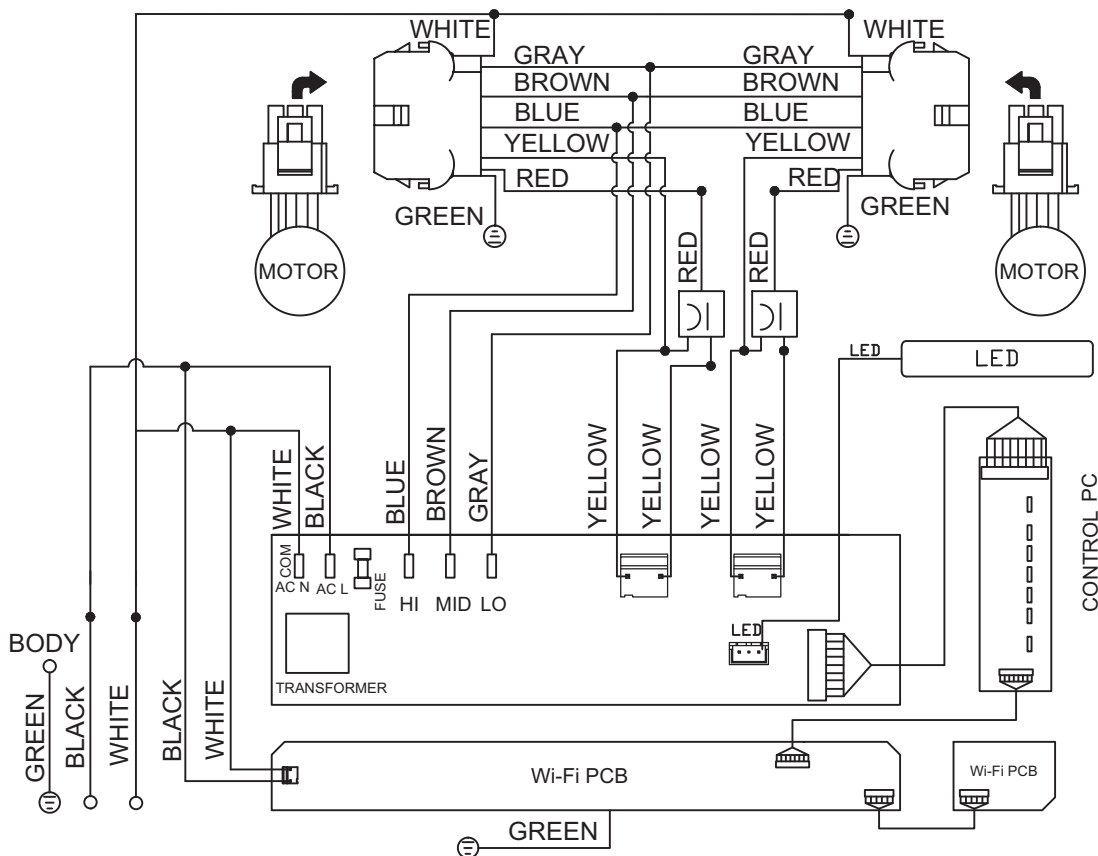 WHITE
WHITE
GRAY
GRAY
BROWN
BROWN
BLUE
BLUE
YELLOW
YELLOW
RED
RED
GREEN
GREEN
MOTOR
MOTOR
RED
RED
LED
LED
WHITE
BLACK
BLUE
BROWN
GRAY
YELLOW
YELLOW
YELLOW
YELLOW
CONTROL PC
COM
AC N
AC L
FUSE
HI
MID
LO
LED
TRANSFORMER
BODY
GREEN
BLACK
WHITE
BLACK
WHITE
Wi-Fi PCB
Wi-Fi PCB
GREEN